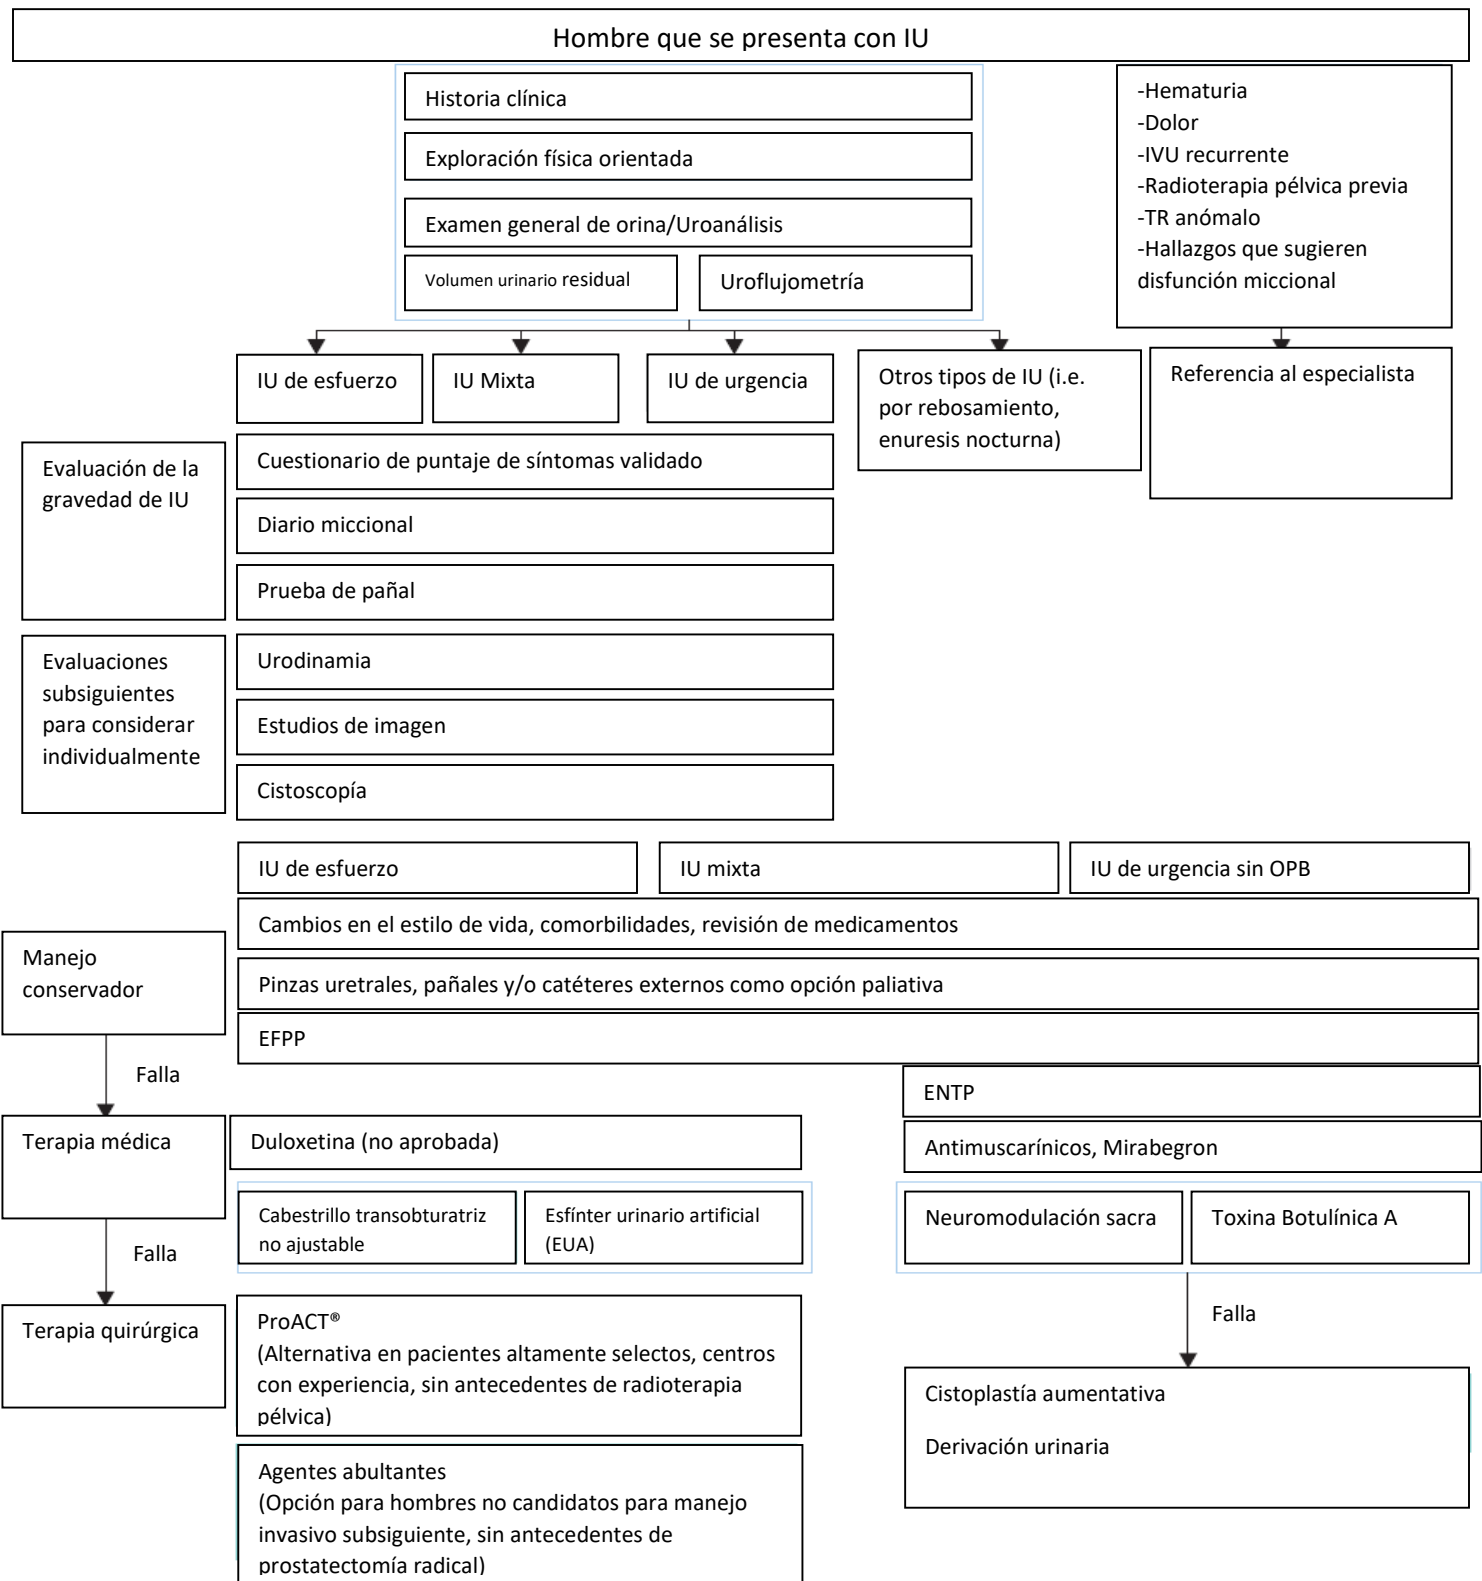 Hombre que se presenta con IU
Historia clínica
Exploración física orientada
Examen general de orina/Uroanálisis
Volumen urinario residual
Uroflujometría
-Hematuria
-Dolor
-IVU recurrente
-Radioterapia pélvica previa
-TR anómalo
-Hallazgos que sugieren
disfunción miccional
IU de esfuerzo
IU Mixta
IU de urgencia
Otros tipos de IU (i.e.
por rebosamiento,
enuresis nocturna)
Referencia al especialista
Evaluación de la
gravedad de IU
Cuestionario de puntaje de síntomas validado
Diario miccional
Prueba de pañal
Evaluaciones
subsiguientes
para considerar
individualmente
Urodinamia
Estudios de imagen
Cistoscopía
IU de esfuerzo
IU mixta
IU de urgencia sin OPB
Manejo
conservador
Cambios en el estilo de vida, comorbilidades, revisión de medicamentos
Pinzas uretrales, pañales y/o catéteres externos como opción paliativa
EFPP
Falla
ENTP
Terapia médica
Duloxetina (no aprobada)
Antimuscarínicos, Mirabegron
Cabestrillo transobturatriz
no ajustable
Esfínter urinario artificial
(EUA)
Neuromodulación sacra
Toxina Botulínica A
Falla
Falla
Terapia quirúrgica
ProACT®
(Alternativa en pacientes altamente selectos, centros
con experiencia, sin antecedentes de radioterapia
pélvica)
Cistoplastía aumentativa
Derivación urinaria
Agentes abultantes
(Opción para hombres no candidatos para manejo
invasivo subsiguiente, sin antecedentes de
prostatectomía radical)